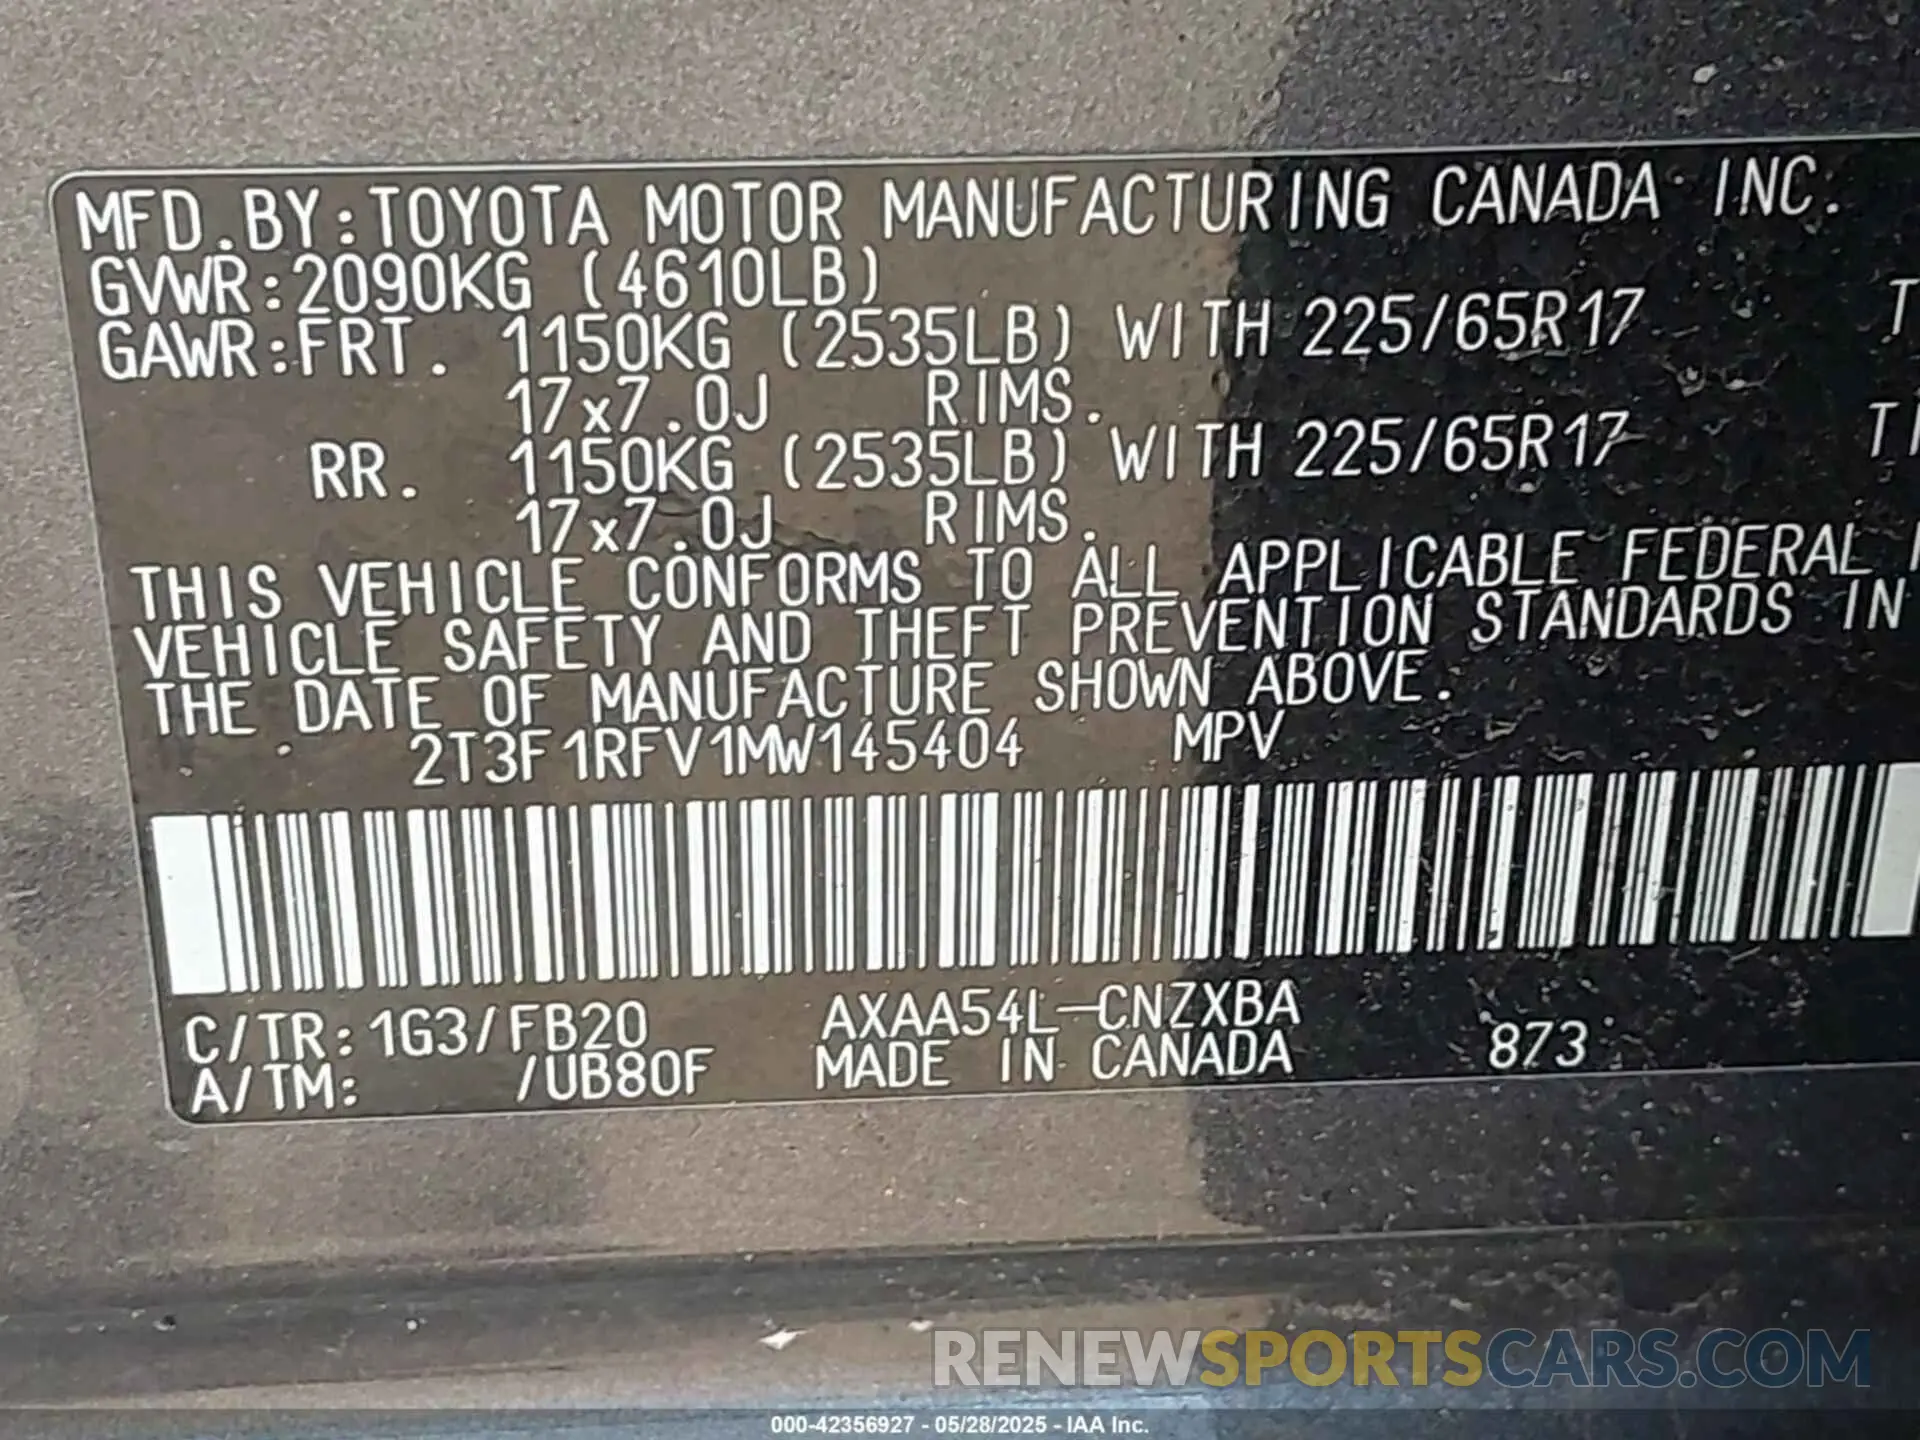 MFD.BY:TOYOTA MOTOR MANUFACTURING CANADA INC.
GVWR:2090KG (4610LB)
GAWR:FRT. 1150KG (2535LB) WITH 225/65R17
17x7.0J RIMS.
RR. 1150KG (2535LB) WITH 225/65R17
17x7.0J RIMS.
THIS VEHICLE CONFORMS TO ALL APPLICABLE FEDERAL
VEHICLE SAFETY AND THEFT PREVENTION STANDARDS IN
THE DATE OF MANUFACTURE SHOWN ABOVE.
2T3F1RFV1MW145404 MPV
C/TR:1G3/FB20 AXAA54L-CNZXBA
A/TM: /UB80F MADE IN CANADA 873
RENEWSPORTSCARS.COM
000-42356927 - 05/28/2025 - IAA Inc.